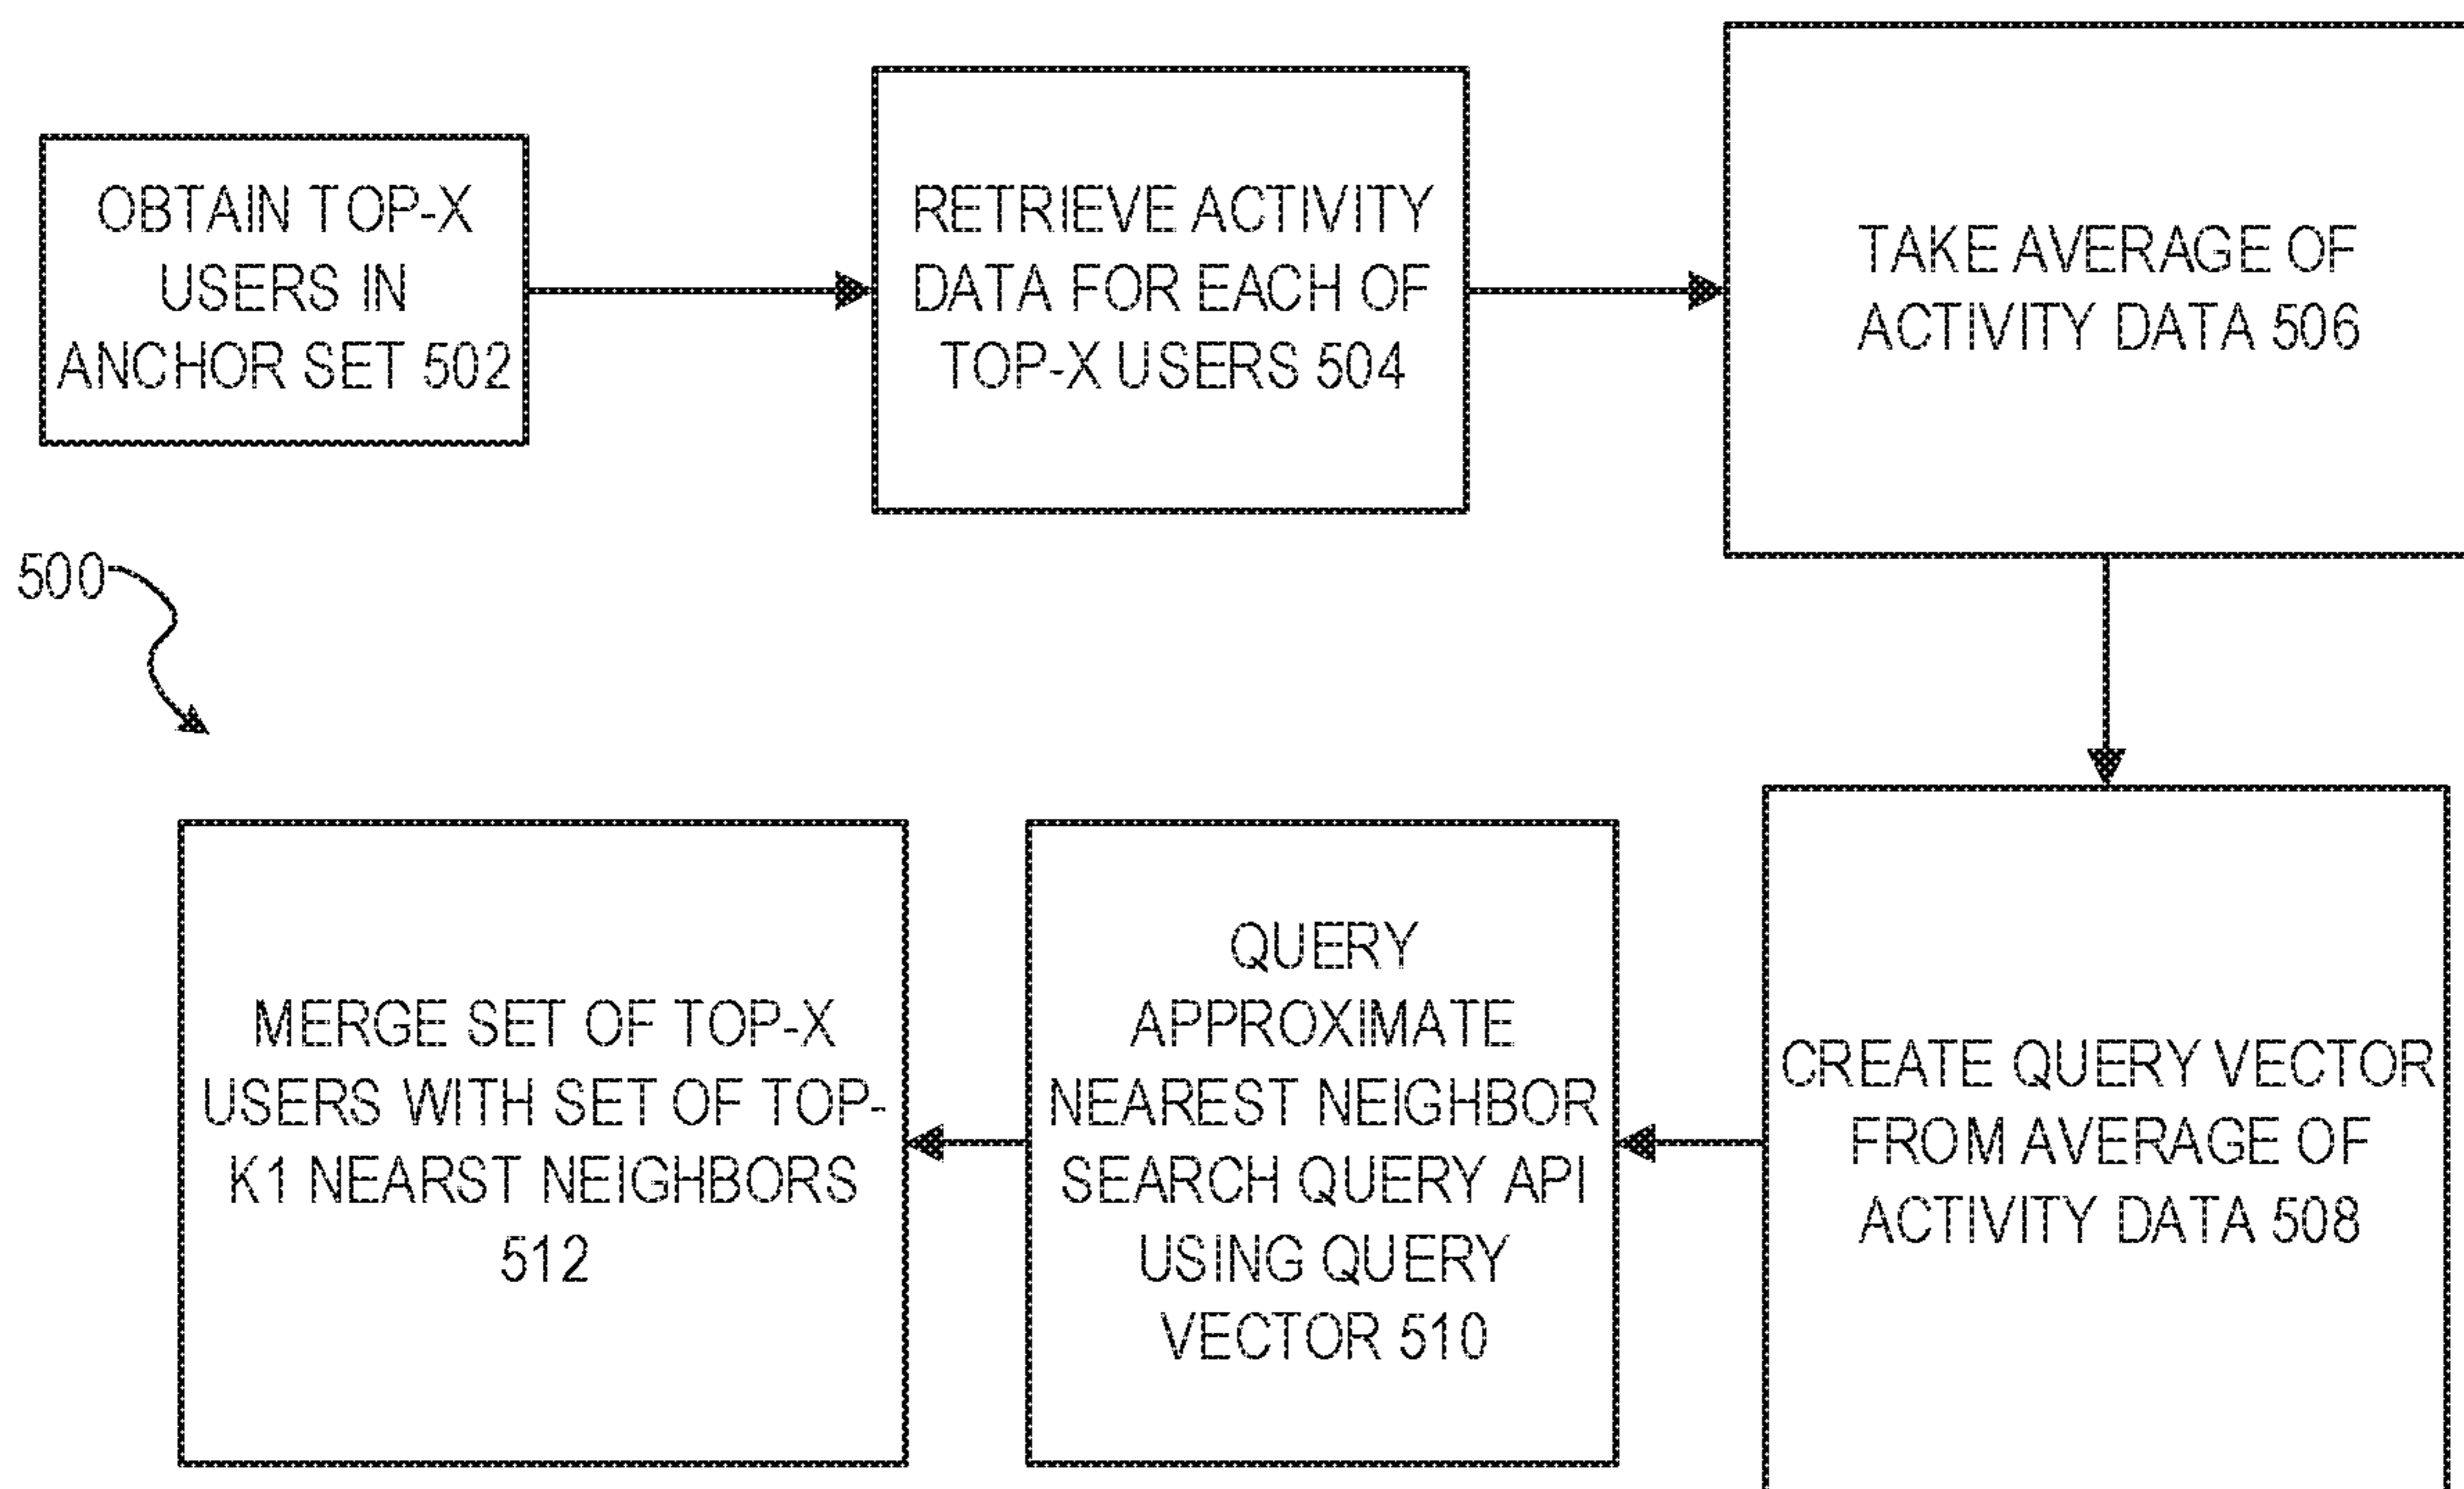 OBTAIN TOP-X
USERS IN
ANCHOR SET 502
RETRIEVE ACTIVITY
DATA FOR EACH OF
TOP-X USERS 504
TAKE AVERAGE OF
ACTIVITY DATA 506
500
MERGE SET OF TOP-X
USERS WITH SET OF TOP-
K1 NEARST NEIGHBORS
512
QUERY
APPROXIMATE
NEAREST NEIGHBOR
SEARCH QUERY API
USING QUERY
VECTOR 510
CREATE QUERY VECTOR
FROM AVERAGE OF
ACTIVITY DATA 508